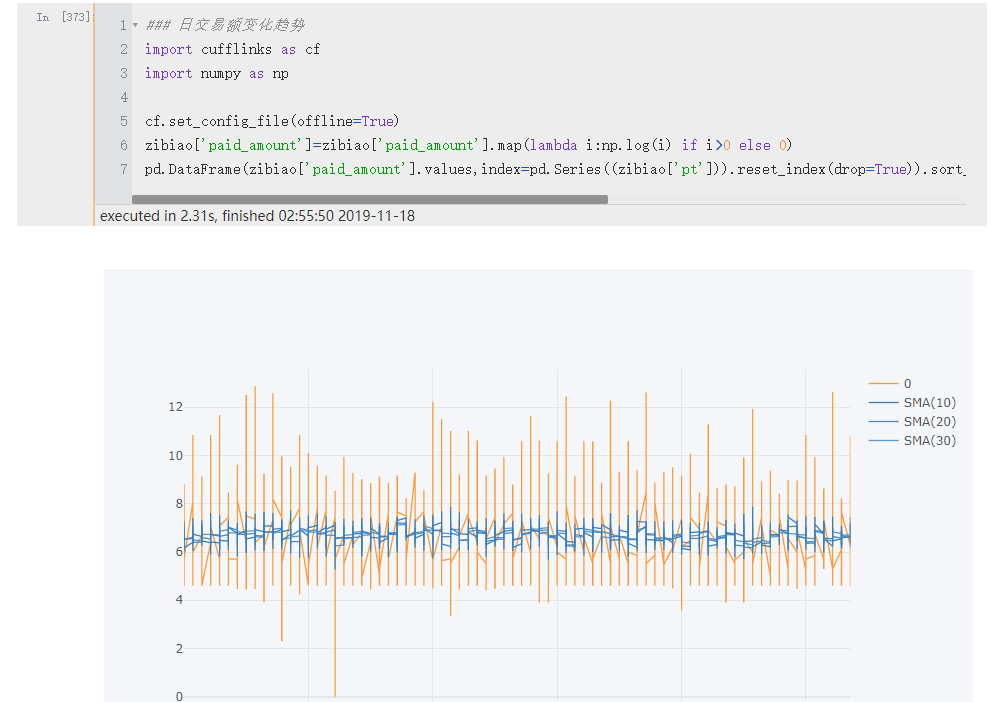 In [373]:
1 ### 日交易额变化趋势
2 import cufflinks as cf
3 import numpy as np
4
5 cf.set_config_file(offline=True)
6 zibiao['paid_amount']=zibiao['paid_amount'].map(lambda i:np.log(i) if i>0 else 0)
7 pd.DataFrame(zibiao['paid_amount'].values,index=pd.Series((zibiao['pt'])).reset_index(drop=True)).sort_
executed in 2.31s, finished 02:55:50 2019-11-18
0
SMA(10)
SMA(20)
SMA(30)
12
10
8
6
4
2
0